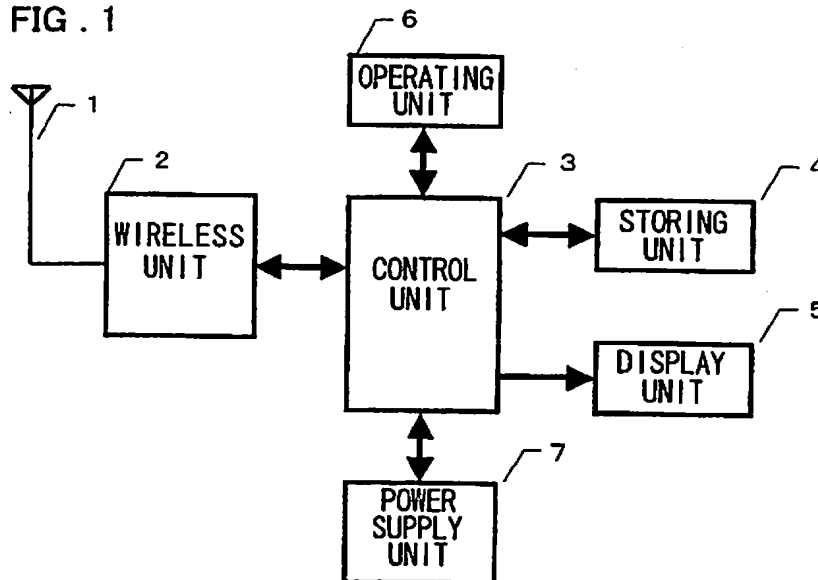 FIG . 1
1
2
WIRELESS
UNIT
6
OPERATING
UNIT
3
CONTROL
UNIT
4
STORING
UNIT
5
DISPLAY
UNIT
7
POWER
SUPPLY
UNIT